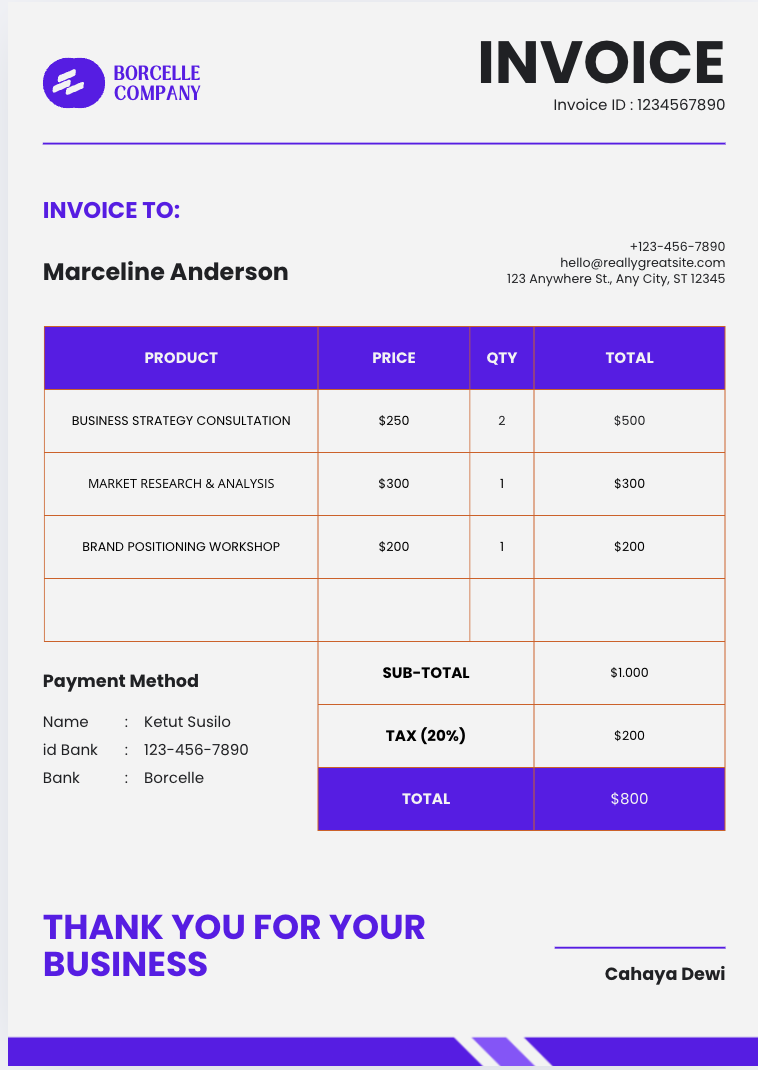 BORCELLE
COMPANY
INVOICE
Invoice ID : 1234567890
INVOICE TO:
Marceline Anderson
+123-456-7890
hello@reallygreatsite.com
123 Anywhere St., Any City, ST 12345
PRODUCT PRICE QTY TOTAL
BUSINESS STRATEGY CONSULTATION $250 2 $500
MARKET RESEARCH & ANALYSIS $300 1 $300
BRAND POSITIONING WORKSHOP $200 1 $200
SUB-TOTAL $1.000
TAX (20%) $200
TOTAL $800
Payment Method
Name : Ketut Susilo
id Bank : 123-456-7890
Bank : Borcelle
THANK YOU FOR YOUR
BUSINESS
Cahaya Dewi